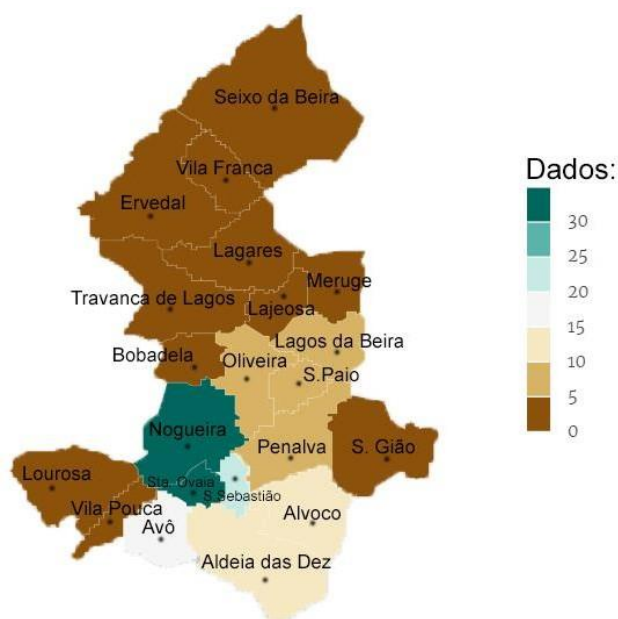 Seixo da Beira
Vila Franca
Ervedal
Lagares
Meruge
Travanca de Lagos
Lajeosa
Lagos da Beira
Bobadela
Oliveira
S.Paio
Nogueira
Penalva
S. Gião
Lourosa
Sta. Ovaia
S.Sebastião
Vila Pouca
Avô
Alvoco
Aldeia das Dez
Dados:
30
25
20
15
10
5
0